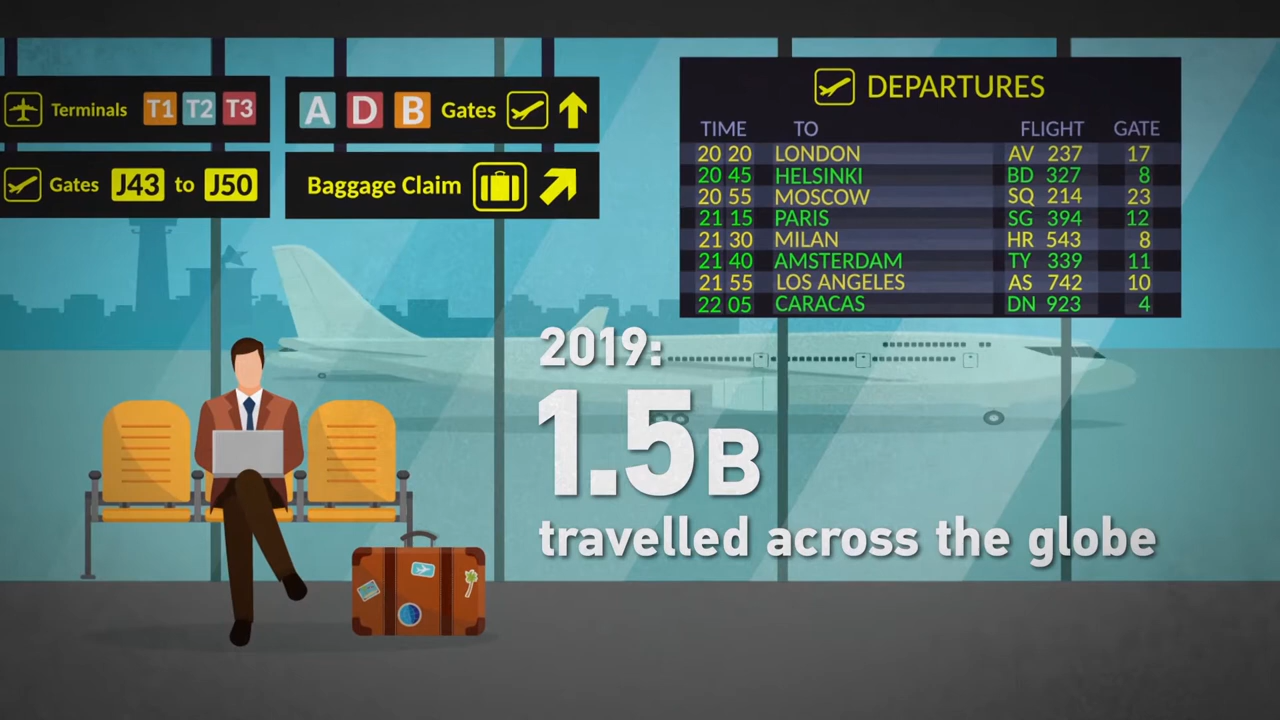 Terminals T1 T2 T3
Gates J43 to J50
A D B Gates
Baggage Claim
DEPARTURES
TIME TO FLIGHT GATE
20 20 LONDON AV 237 17
20 45 HELSINKI BD 327 8
20 55 MOSCOW SQ 214 23
21 15 PARIS SG 394 12
21 30 MILAN HR 543 8
21 40 AMSTERDAM TY 339 11
21 55 LOS ANGELES AS 742 10
22 05 CARACAS DN 923 4
2019:
1.5B
travelled across the globe